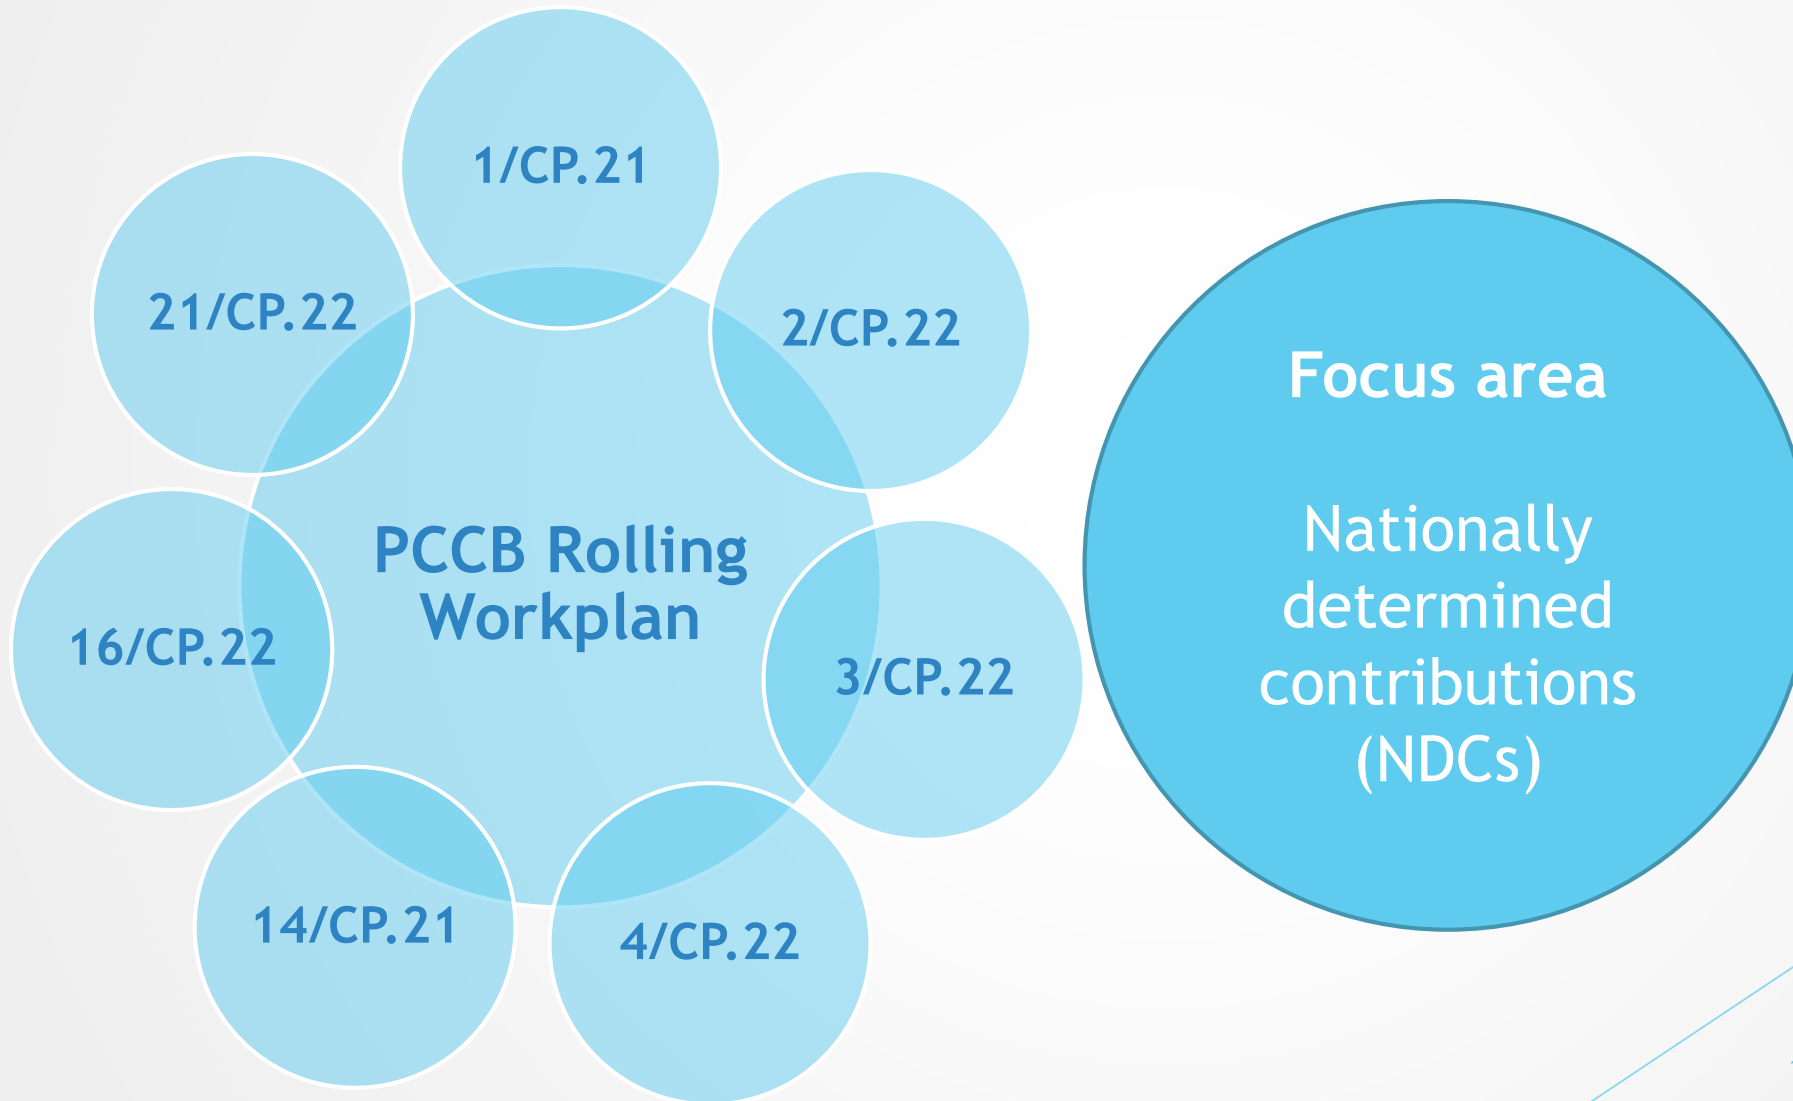 1/CP.21
21/CP.22
2/CP.22
PCCB Rolling
Workplan
16/CP.22
3/CP.22
14/CP.21
4/CP.22
Focus area
Nationally
determined
contributions
(NDCs)